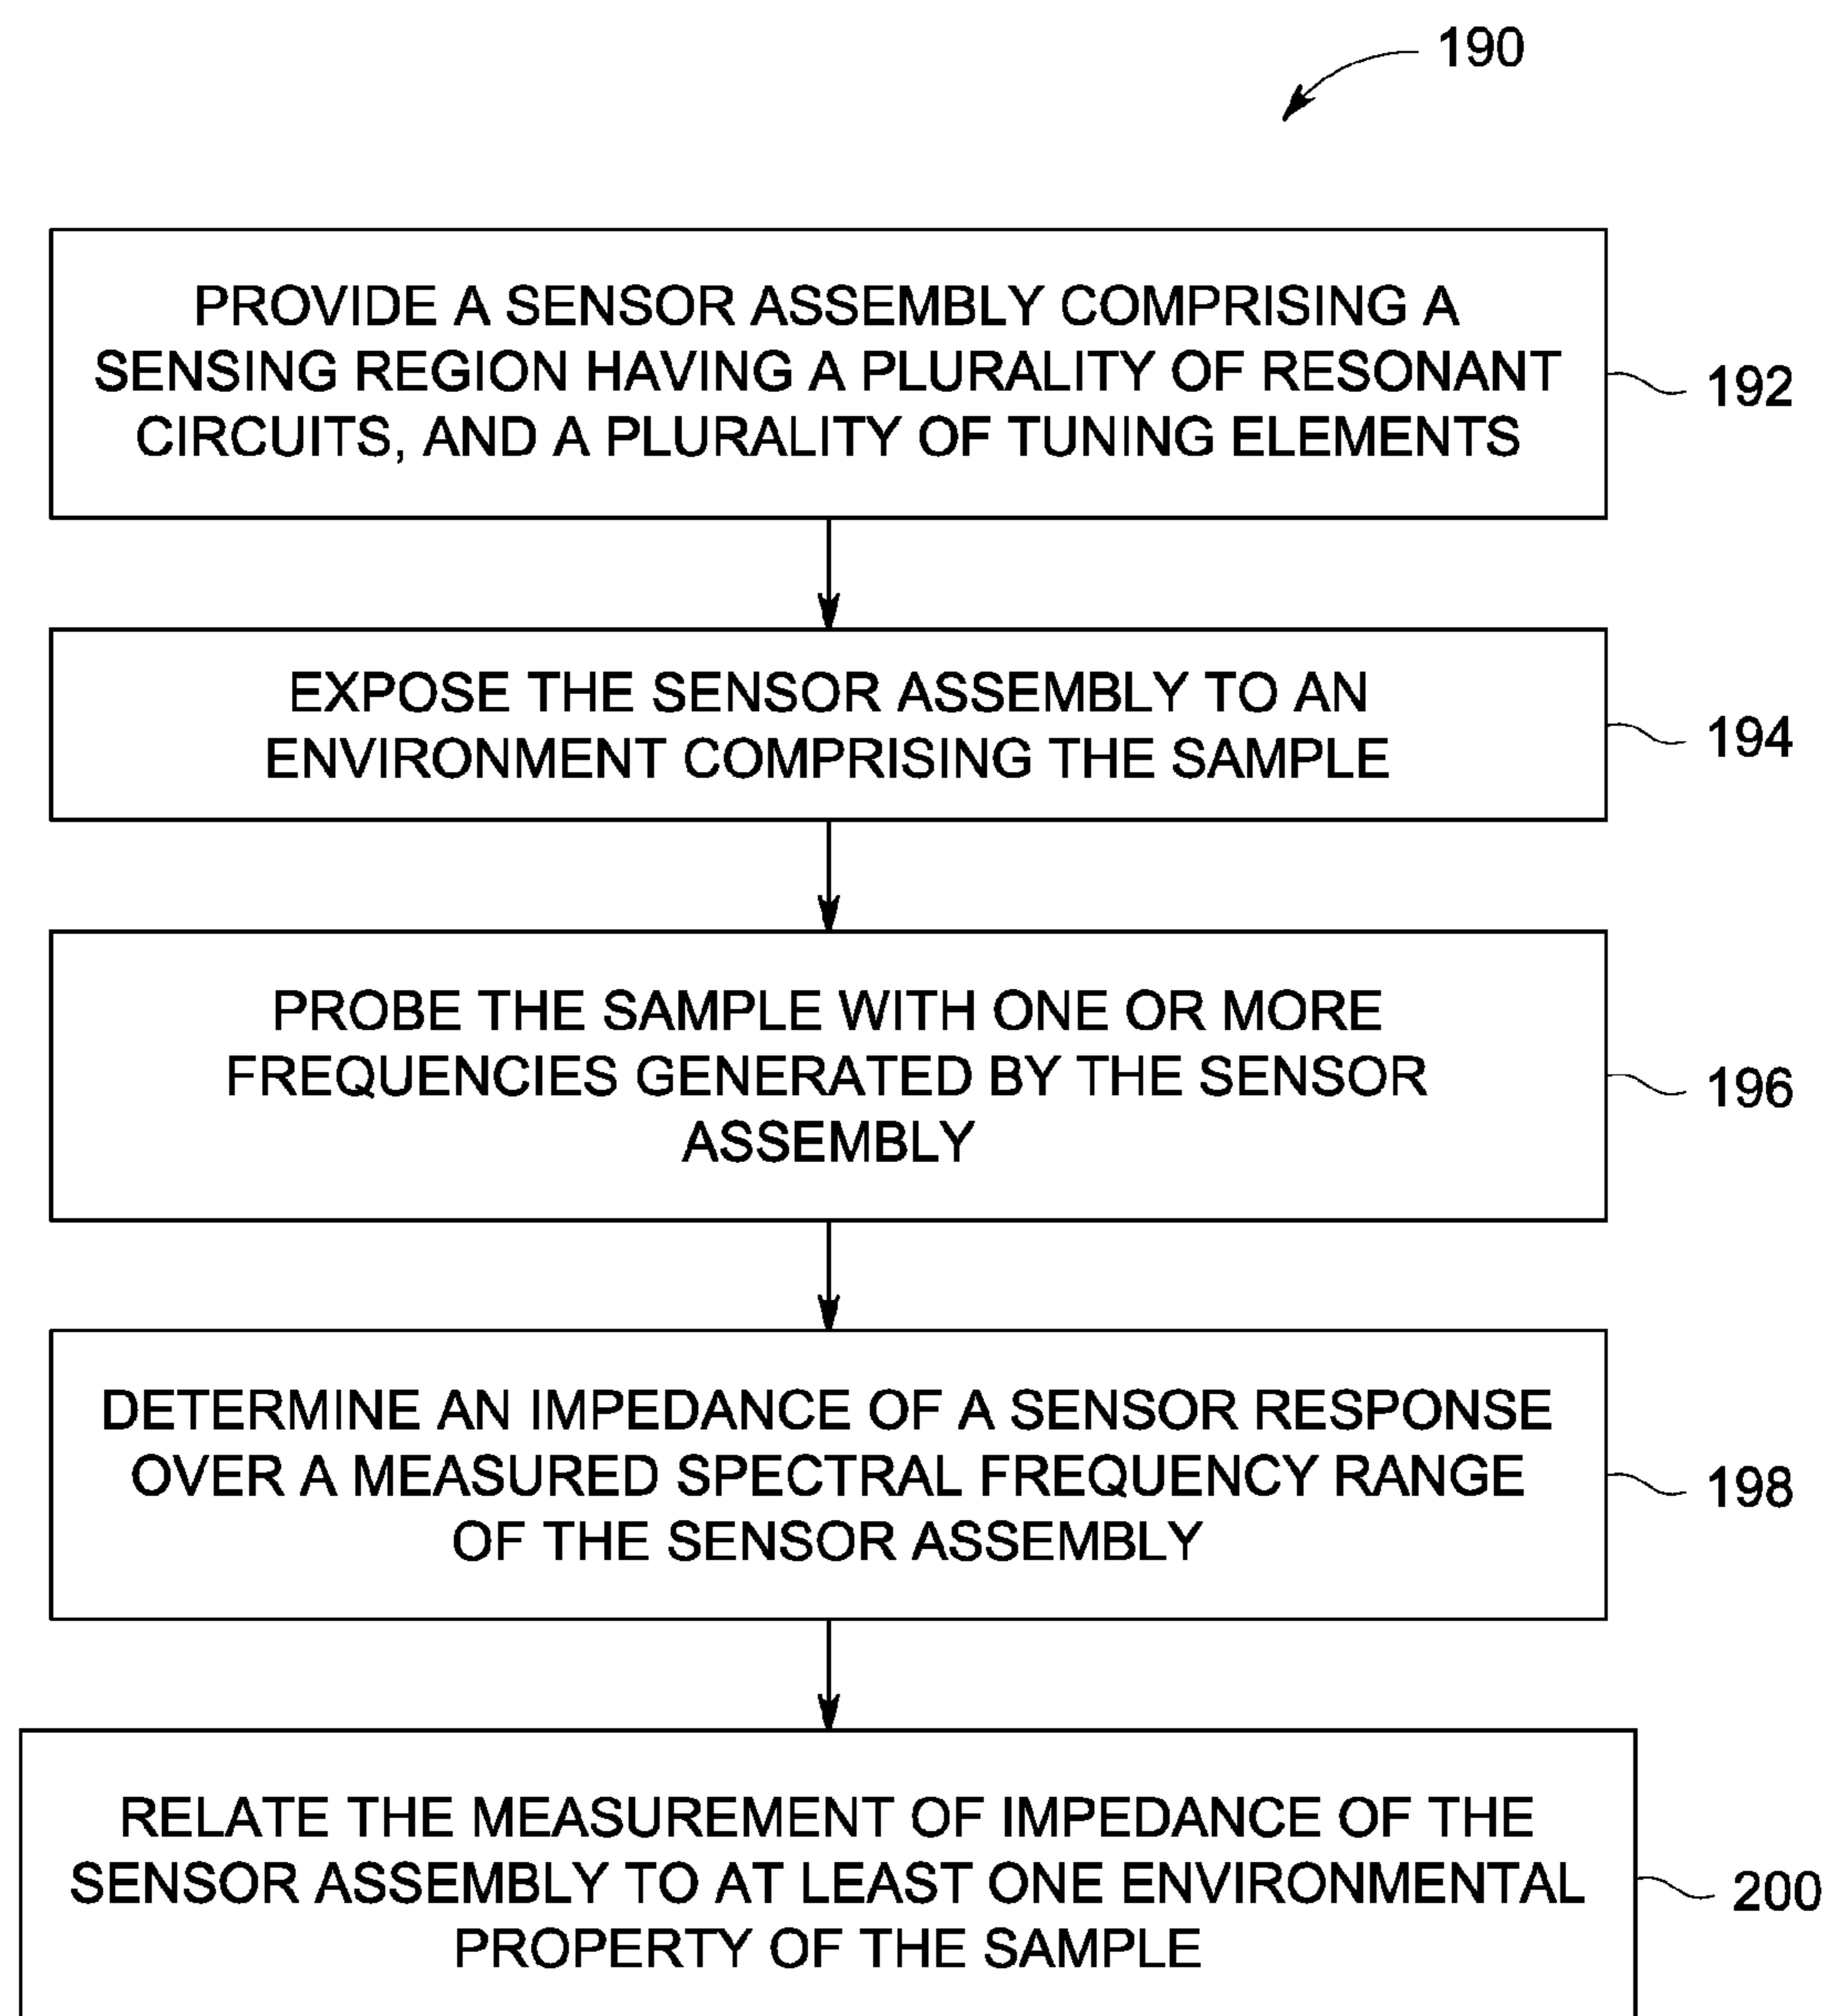 190
PROVIDE A SENSOR ASSEMBLY COMPRISING A
SENSING REGION HAVING A PLURALITY OF RESONANT
CIRCUITS, AND A PLURALITY OF TUNING ELEMENTS
192
EXPOSE THE SENSOR ASSEMBLY TO AN
ENVIRONMENT COMPRISING THE SAMPLE
194
PROBE THE SAMPLE WITH ONE OR MORE
FREQUENCIES GENERATED BY THE SENSOR
ASSEMBLY
196
DETERMINE AN IMPEDANCE OF A SENSOR RESPONSE
OVER A MEASURED SPECTRAL FREQUENCY RANGE
OF THE SENSOR ASSEMBLY
198
RELATE THE MEASUREMENT OF IMPEDANCE OF THE
SENSOR ASSEMBLY TO AT LEAST ONE ENVIRONMENTAL
PROPERTY OF THE SAMPLE
200